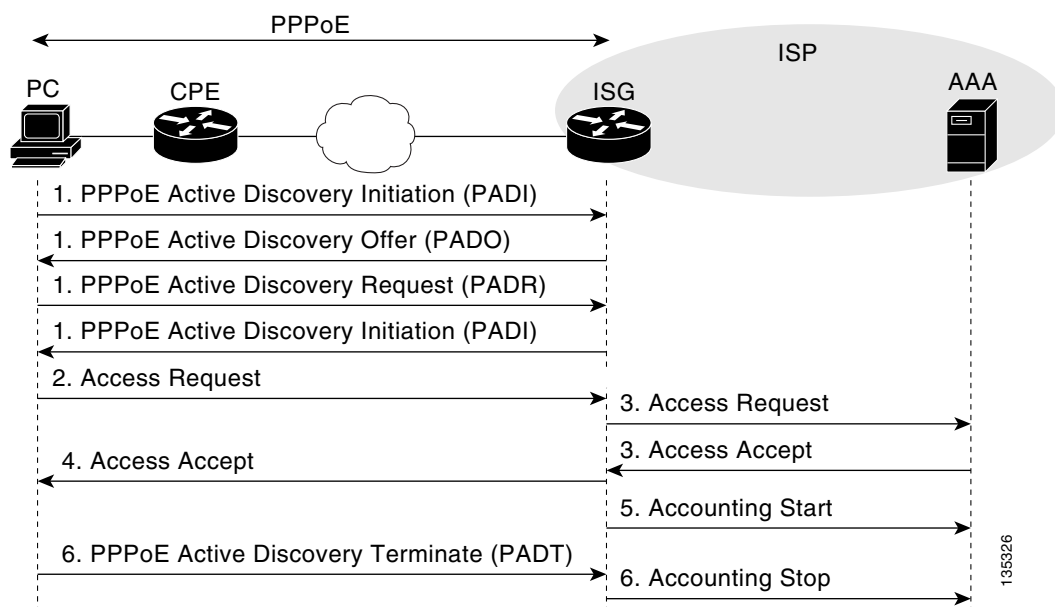 PPPoE
ISP
PC
CPE
ISG
AAA
1. PPPoE Active Discovery Initiation (PADI)
1. PPPoE Active Discovery Offer (PADO)
1. PPPoE Active Discovery Request (PADR)
1. PPPoE Active Discovery Initiation (PADI)
2. Access Request
3. Access Request
3. Access Accept
4. Access Accept
5. Accounting Start
6. PPPoE Active Discovery Terminate (PADT)
6. Accounting Stop
135326